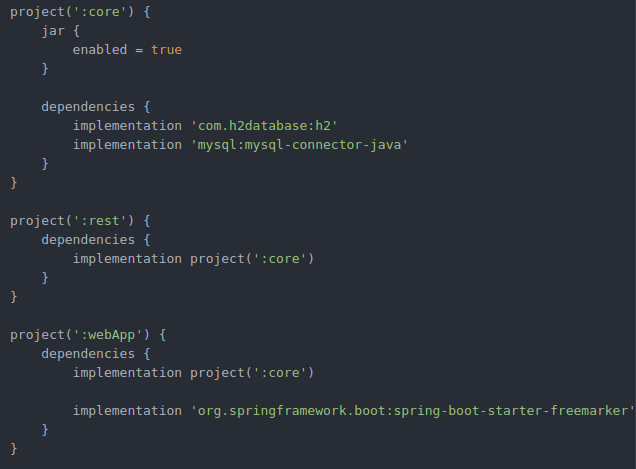 project(':core') {
    jar {
        enabled = true
    }

    dependencies {
        implementation 'com.h2database:h2'
        implementation 'mysql:mysql-connector-java'
    }
}

project(':rest') {
    dependencies {
        implementation project(':core')
    }
}

project(':webApp') {
    dependencies {
        implementation project(':core')

        implementation 'org.springframework.boot:spring-boot-starter-freemarker'
    }
}